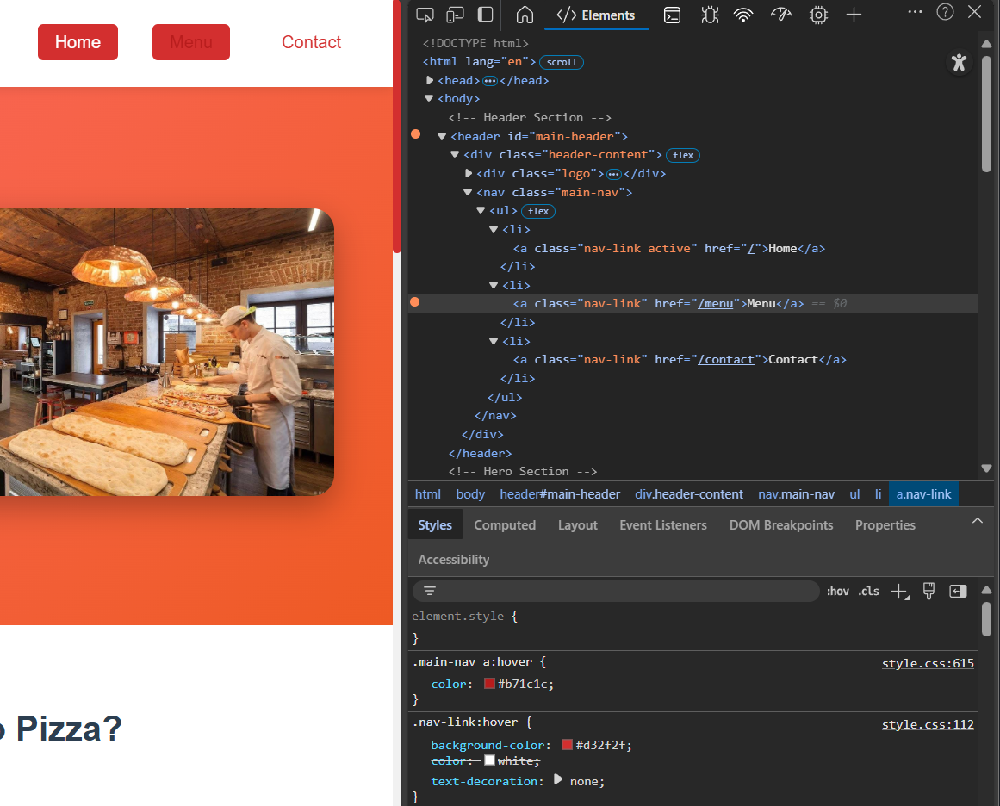 Home Menu Contact
Pizza?
Elements
<!DOCTYPE html>
<html lang="en"> scroll
<head> ••• </head>
<body>
<!-- Header Section -->
<header id="main-header">
<div class="header-content"> flex
<div class="logo"> ••• </div>
<nav class="main-nav">
<ul> flex
<li>
<a class="nav-link active" href="/">Home</a>
</li>
<li>
<a class="nav-link" href="/menu">Menu</a> == $0
</li>
<li>
<a class="nav-link" href="/contact">Contact</a>
</li>
</ul>
</nav>
</div>
</header>
<!-- Hero Section -->
html body header#main-header div.header-content nav.main-nav ul li a.nav-link
Styles Computed Layout Event Listeners DOM Breakpoints Properties
Accessibility
:hov .cls
element.style {
}
.main-nav a:hover { style.css:615
color: #b71c1c;
}
.nav-link:hover { style.css:112
background-color: #d32f2f;
color: white;
text-decoration: none;
}